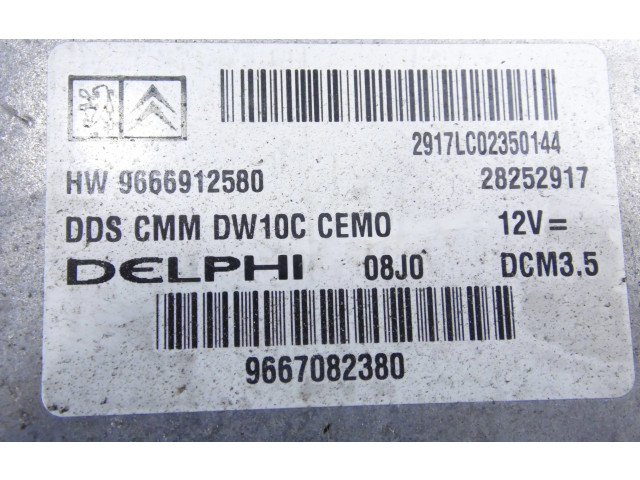 2917LC02350144
HW 9666912580 28252917
DDS CMM DW10C CEMO 12V=
DELPHI 08J0 DCM3.5
9667082380